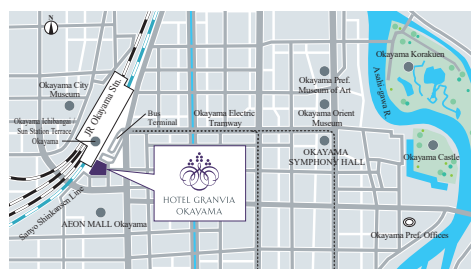 N
Okayama Korakuen
Asahi-gawa R.
Okayama City
Museum
JR Okayama Stn.
Okayama Pref.
Museum of Art
Okayama Ichibangai
Sun Station Terrace
Okayama
Bus
Terminal
Okayama Electric
Tramway
Okayama Orient
Museum
OKAYAMA
SYMPHONY HALL
Okayama Castle
HOTEL GRANVIA
OKAYAMA
Sanyo Shinkansen Line
AEON MALL Okayama
Okayama Pref. Offices